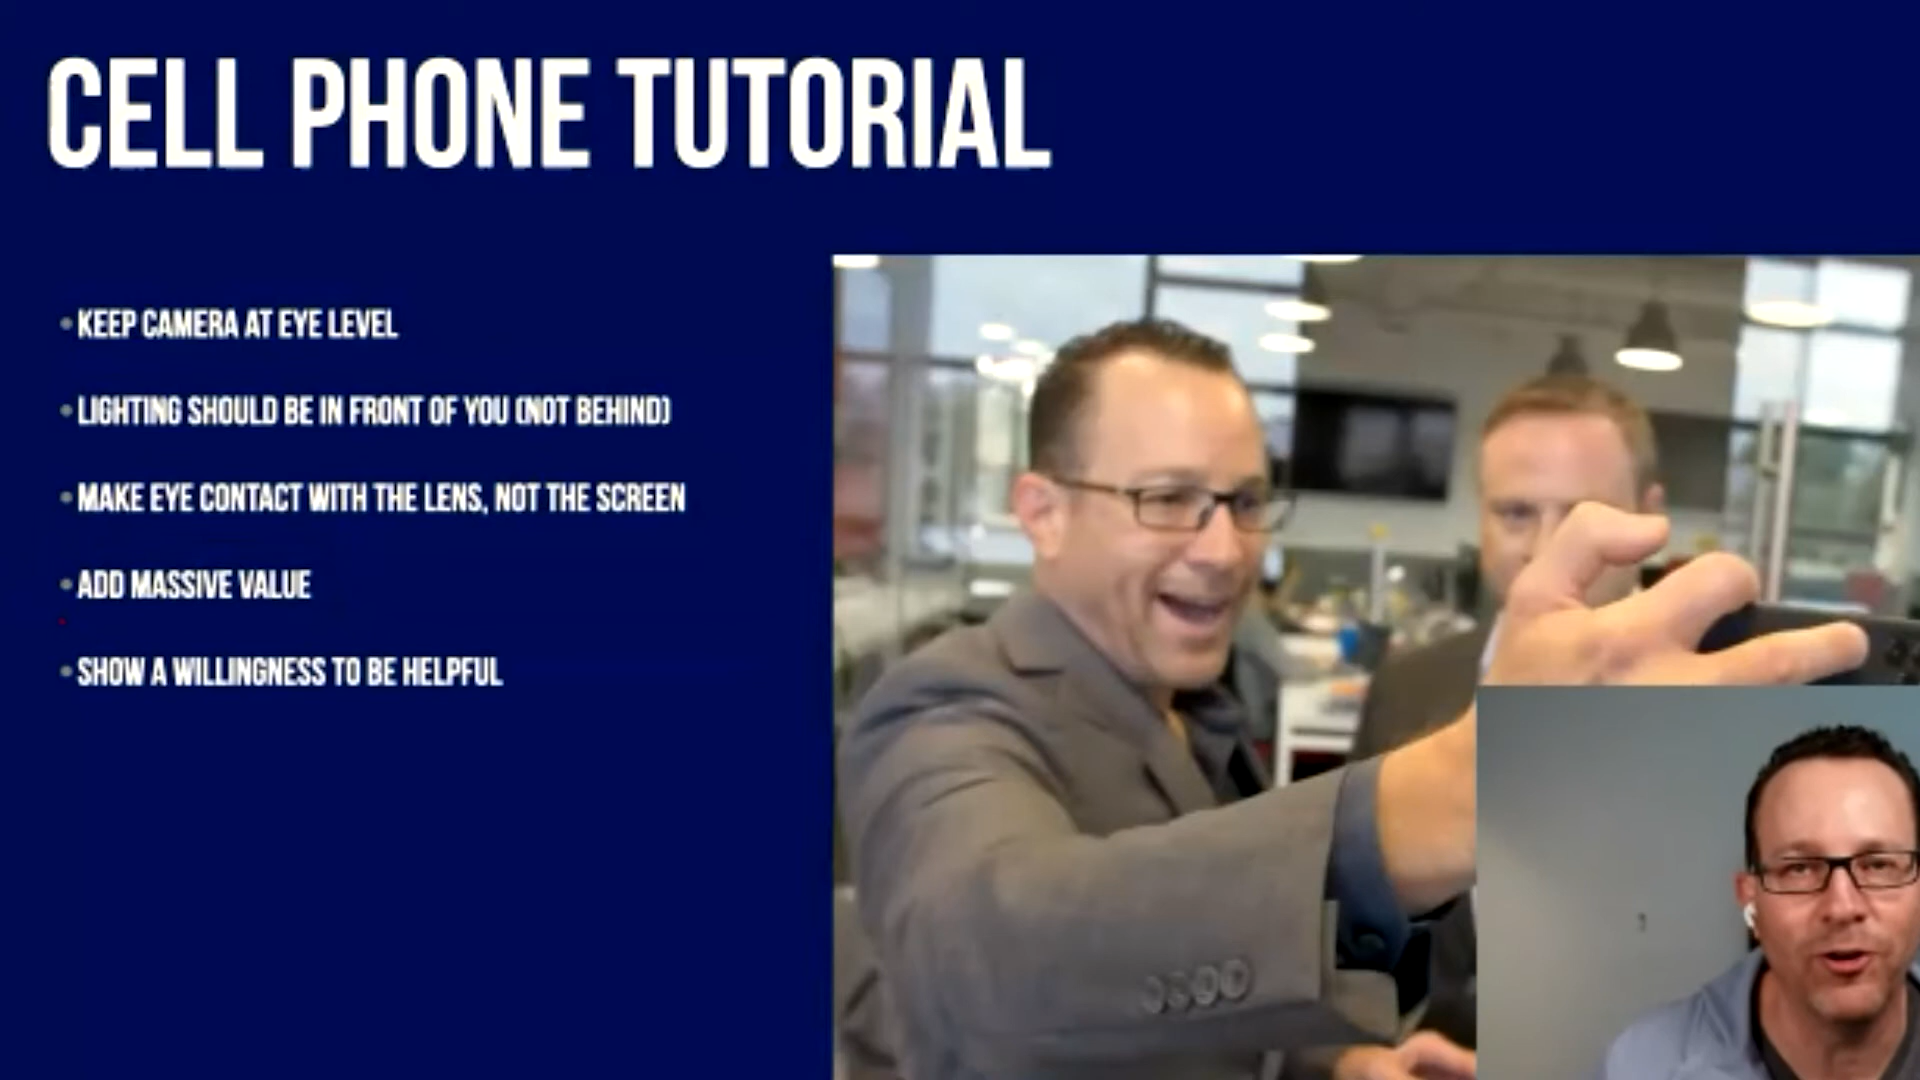 CELL PHONE TUTORIAL
• KEEP CAMERA AT EYE LEVEL
• LIGHTING SHOULD BE IN FRONT OF YOU (NOT BEHIND)
• MAKE EYE CONTACT WITH THE LENS, NOT THE SCREEN
• ADD MASSIVE VALUE
• SHOW A WILLINGNESS TO BE HELPFUL